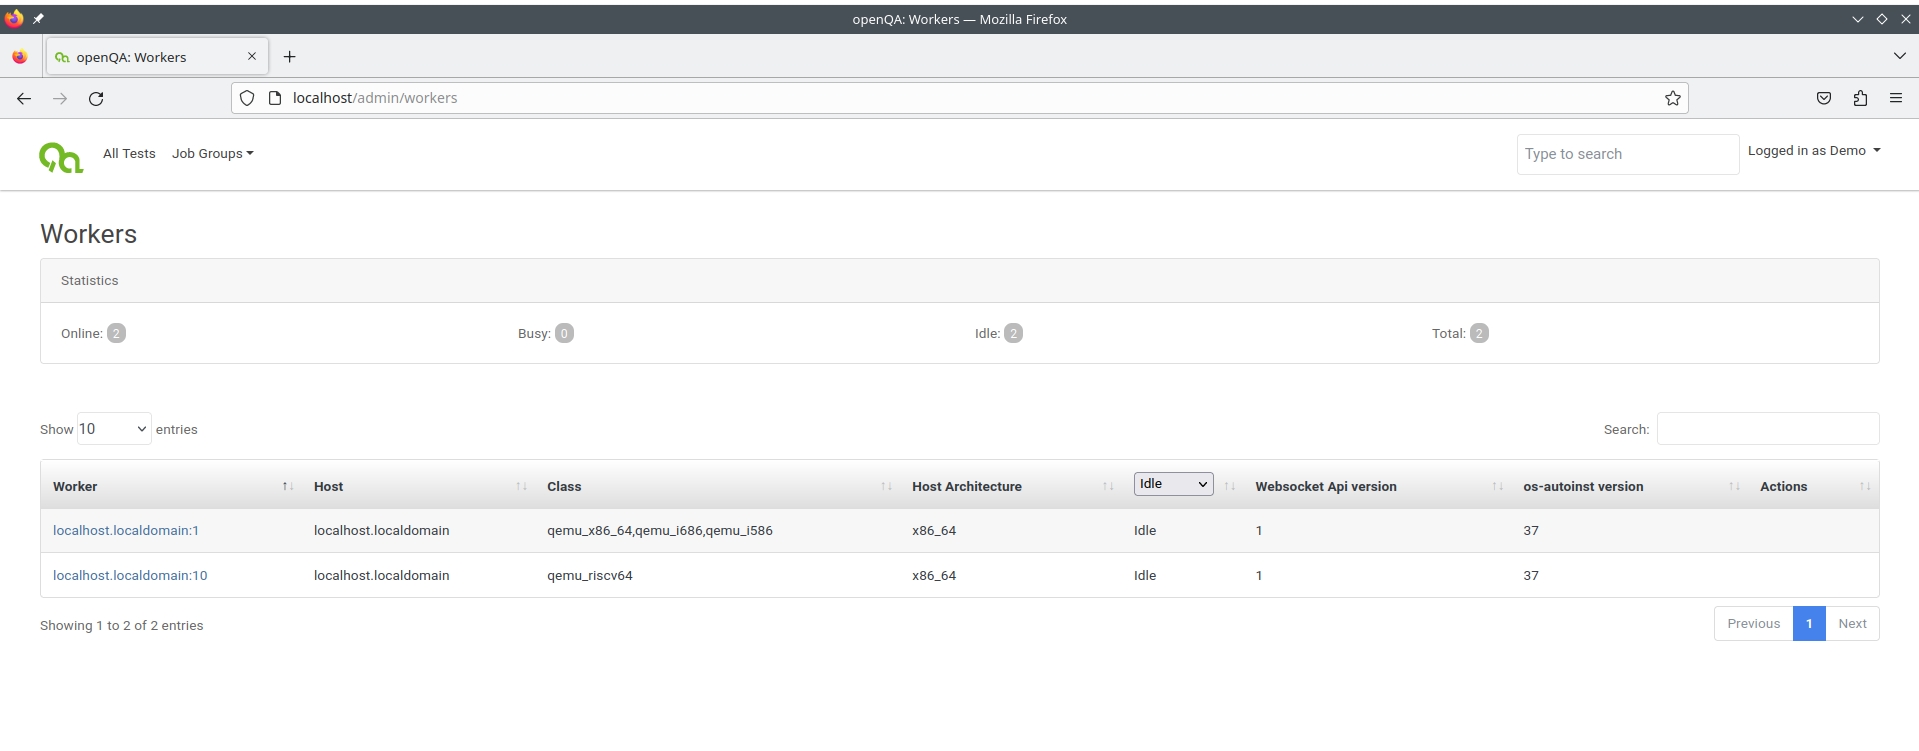 openQA: Workers — Mozilla Firefox
openQA: Workers
localhost/admin/workers
All Tests Job Groups Type to search Logged in as Demo
Workers
Statistics
Online: 2 Busy: 0 Idle: 2 Total: 2
Show 10 entries Search:
Worker Host Class Host Architecture Idle Websocket Api version os-autoinst version Actions
localhost.localdomain:1 localhost.localdomain qemu_x86_64,qemu_i686,qemu_i586 x86_64 Idle 1 37
localhost.localdomain:10 localhost.localdomain qemu_riscv64 x86_64 Idle 1 37
Showing 1 to 2 of 2 entries Previous 1 Next